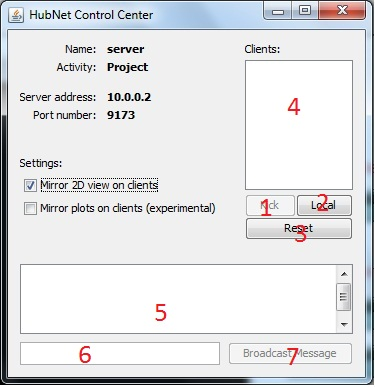 HubNet Control Center
Name: server
Activity: Project
Clients:
Server address: 10.0.0.2
Port number: 9173
4
Settings:
Mirror 2D view on clients
Kick
1
Local
2
Mirror plots on clients (experimental)
Reset
3
5
6
Broadcast Message
7